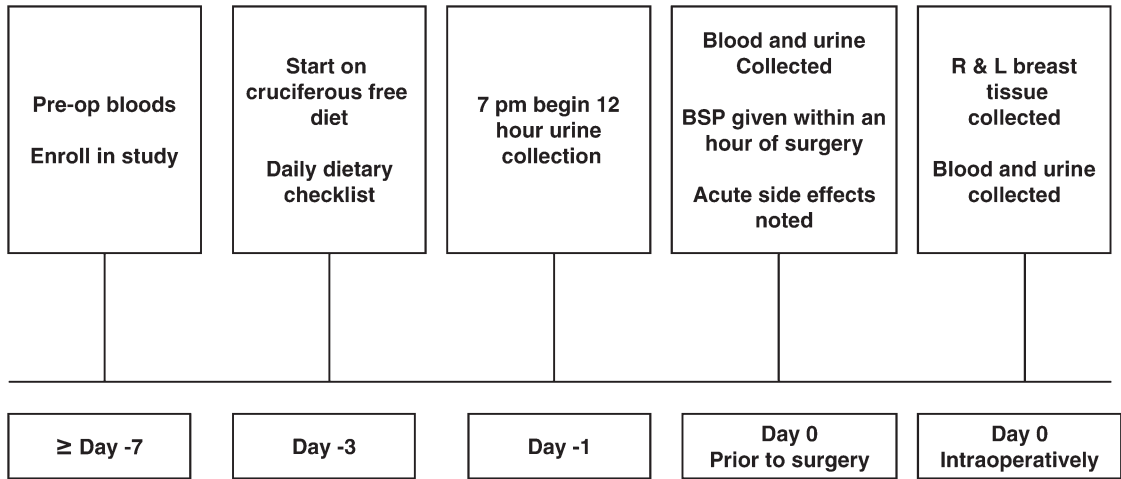 Pre-op bloods
Enroll in study
Start on
cruciferous free
diet
Daily dietary
checklist
7 pm begin 12
hour urine
collection
Blood and urine
Collected
BSP given within an
hour of surgery
Acute side effects
noted
R & L breast
tissue
collected
Blood and urine
collected
≥ Day -7
Day -3
Day -1
Day 0
Prior to surgery
Day 0
Intraoperatively